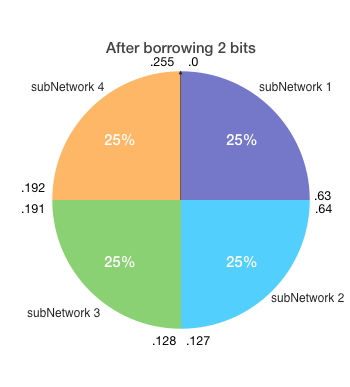 After borrowing 2 bits
.255 .0
subNetwork 4
subNetwork 1
25%
25%
.192
.63
.191
.64
25%
25%
subNetwork 2
subNetwork 3
.128 .127